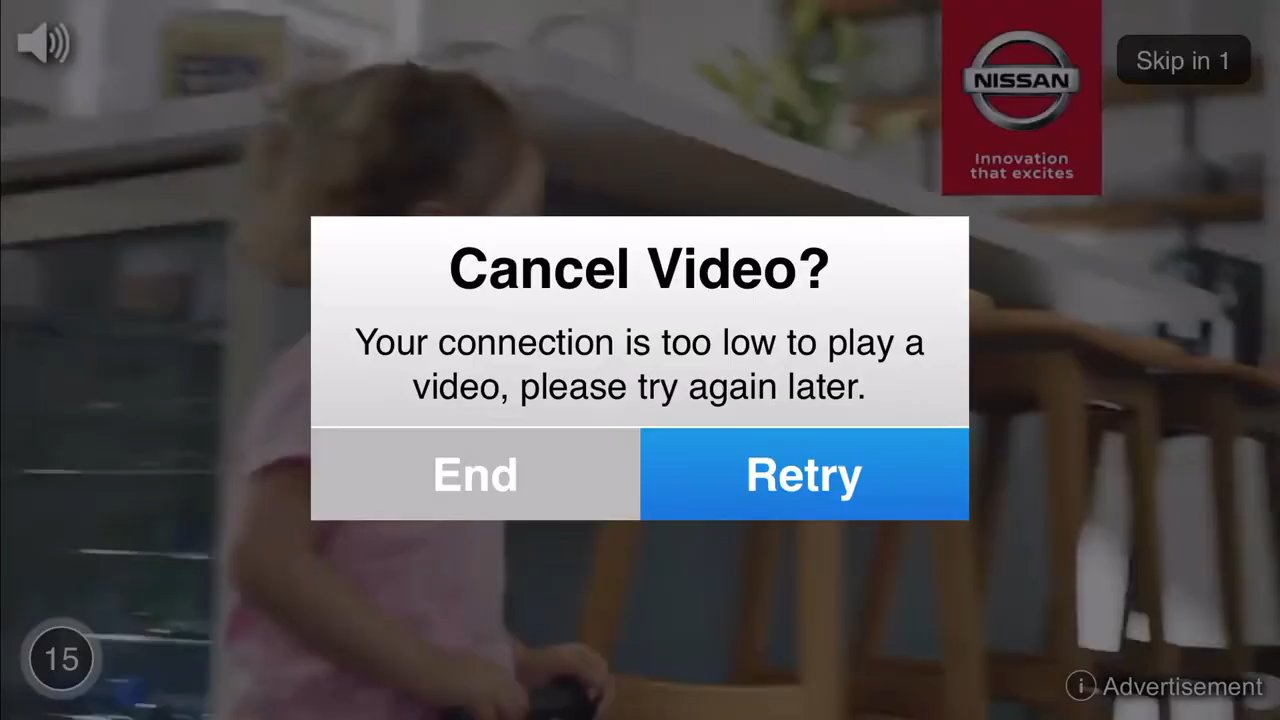 NISSAN
Innovation
that excites
Skip in 1
Cancel Video?
Your connection is too low to play a
video, please try again later.
End
Retry
15
i Advertisement